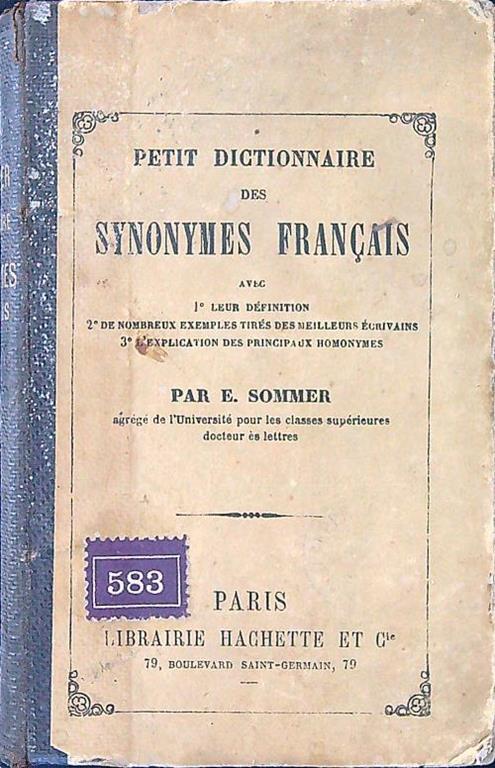 PETIT DICTIONNAIRE
DES
SYNONYMES FRANÇAIS
AVEC
1° LEUR DÉFINITION
2° DE NOMBREUX EXEMPLES TIRÉS DES MEILLEURS ÉCRIVAINS
3° L'EXPLICATION DES PRINCIPAUX HOMONYMES
PAR E. SOMMER
agrégé de l'Université pour les classes supérieures
docteur ès lettres
583
PARIS
LIBRAIRIE HACHETTE ET Cie
79, BOULEVARD SAINT-GERMAIN, 79